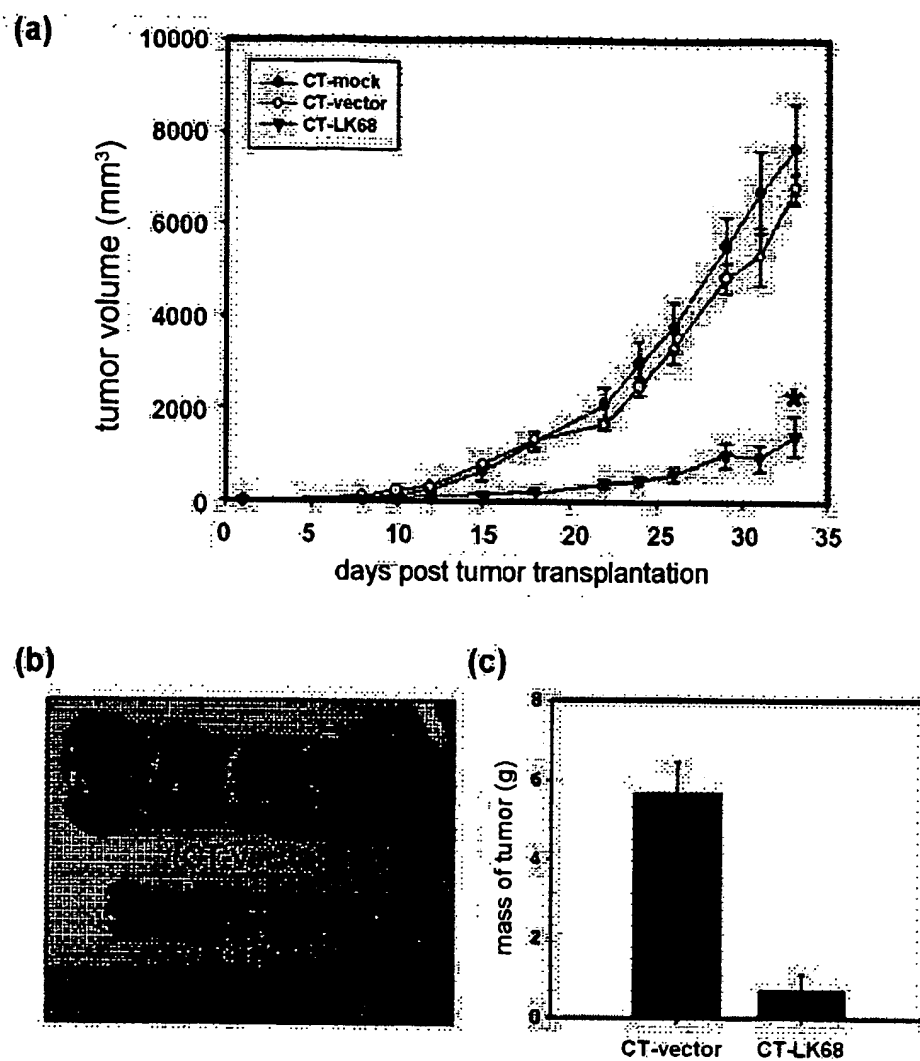 (a)
10000
8000
6000
4000
2000
0
tumor volume (mm³)
CT-mock
CT-vector
CT-LK68
*
0 5 10 15 20 25 30 35
days post tumor transplantation
(b)
(c)
8
6
4
2
0
mass of tumor (g)
CT-vector CT-LK68